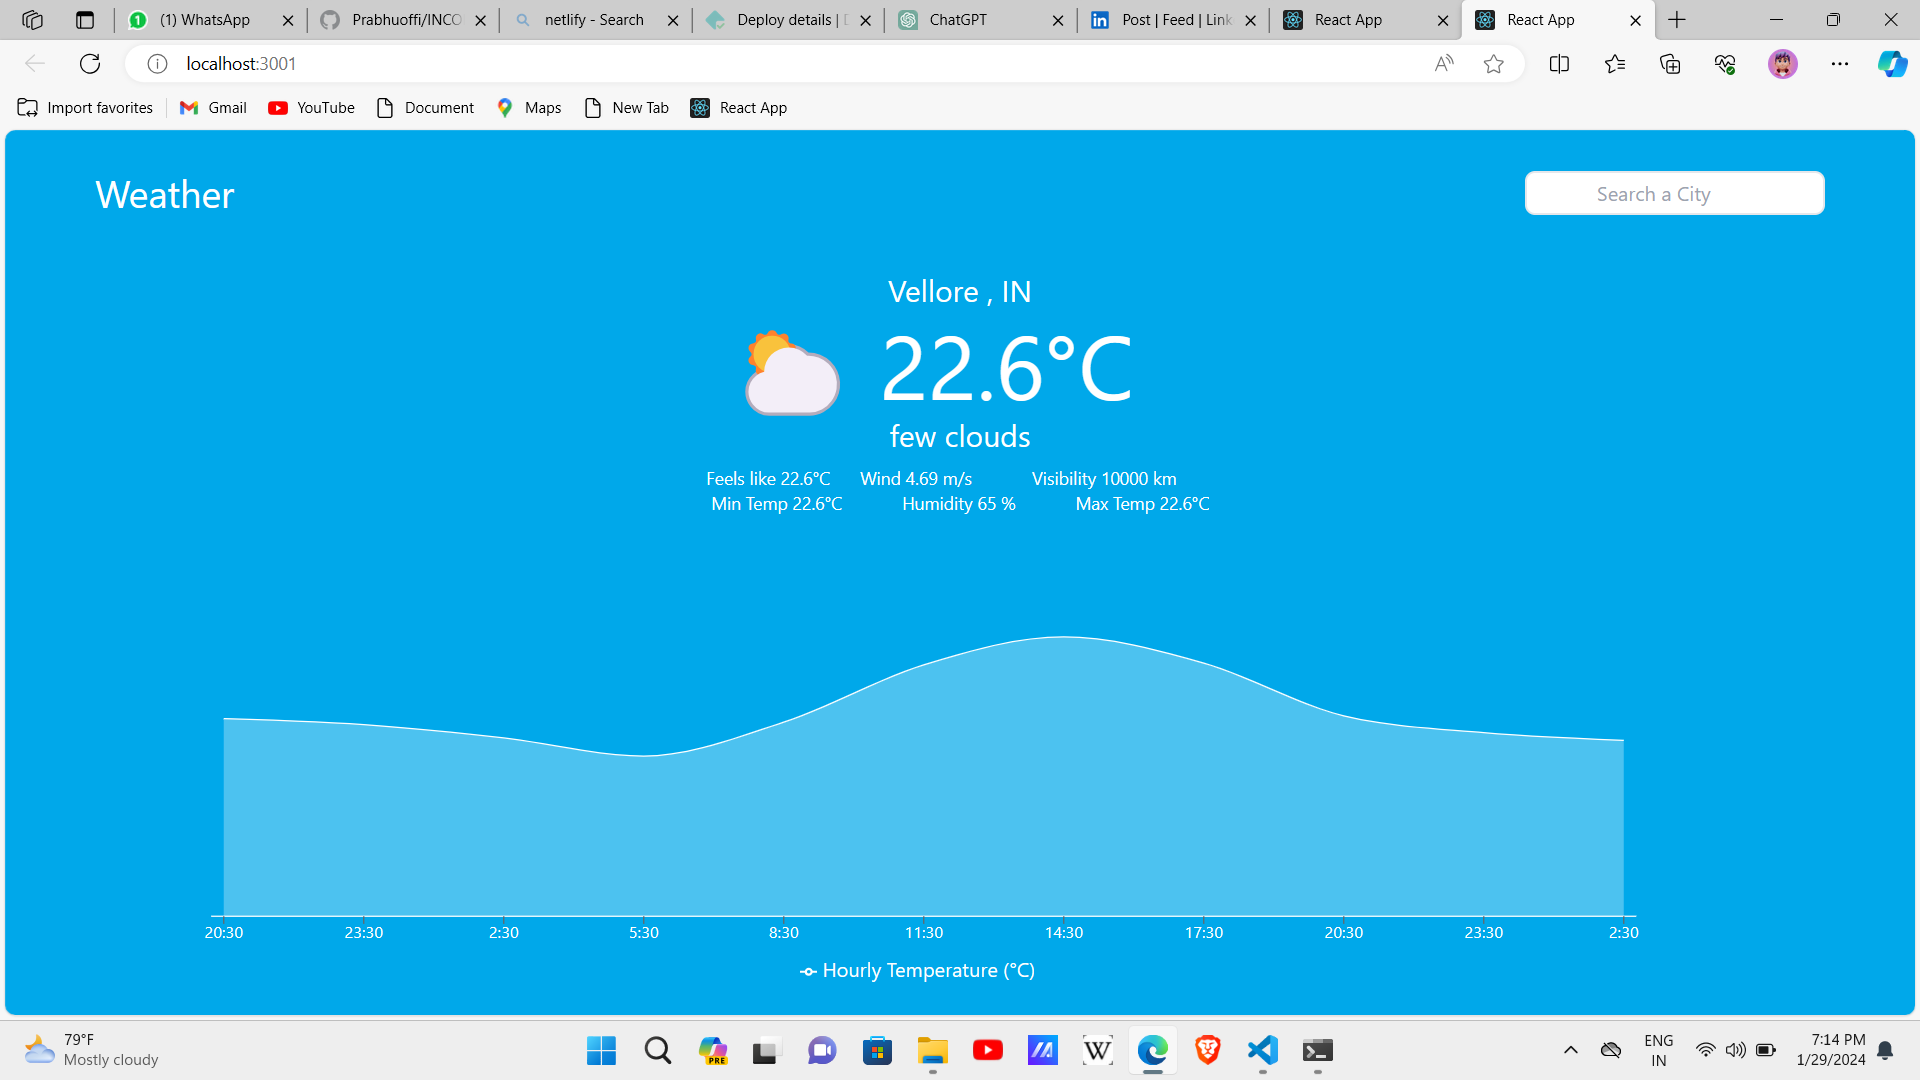 (1) WhatsApp
Prabhuoffi/INCO
netlify - Search
Deploy details | D
ChatGPT
Post | Feed | Link
React App
React App
localhost:3001
Import favorites
Gmail
YouTube
Document
Maps
New Tab
React App
Weather
Search a City
Vellore , IN
22.6°C
few clouds
Feels like 22.6°C Wind 4.69 m/s Visibility 10000 km
Min Temp 22.6°C Humidity 65 % Max Temp 22.6°C
20:30 23:30 2:30 5:30 8:30 11:30 14:30 17:30 20:30 23:30 2:30
Hourly Temperature (°C)
79°F
Mostly cloudy
PRE
W
ENG
IN
7:14 PM
1/29/2024